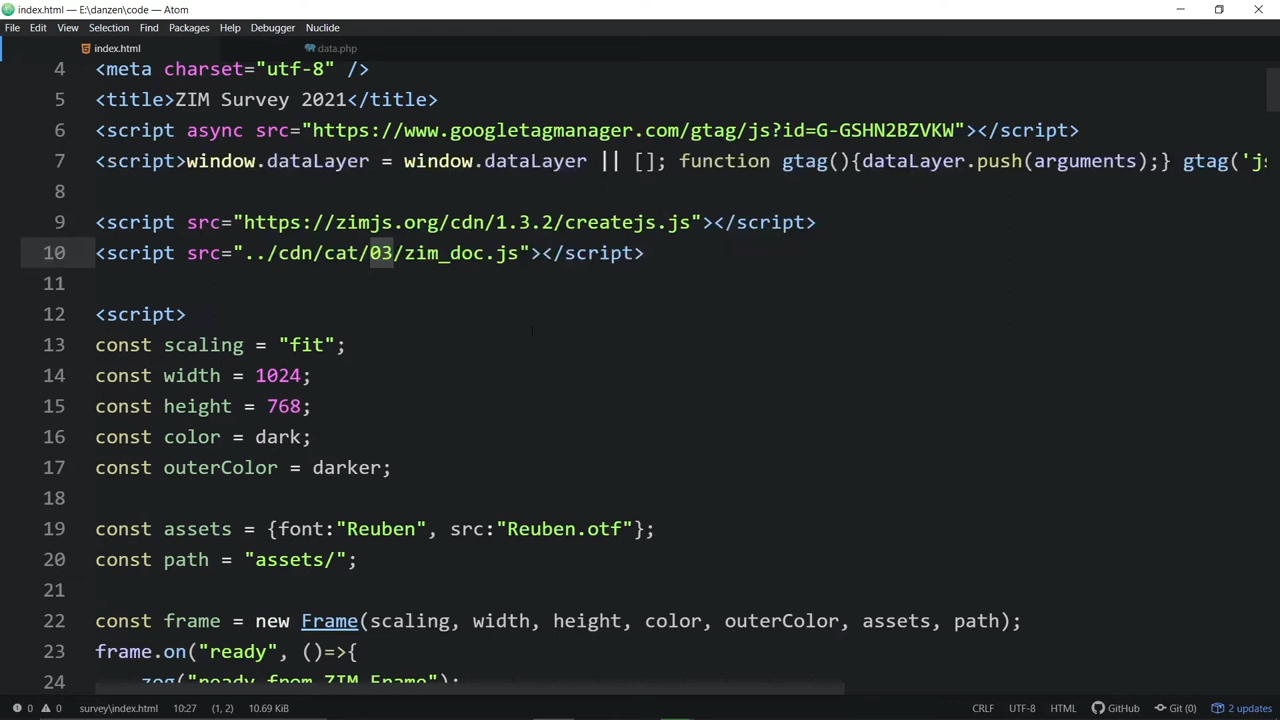 index.html — E:\danzen\code — Atom
File Edit View Selection Find Packages Help Debugger Nuclide
index.html data.php
4 <meta charset="utf-8" />
5 <title>ZIM Survey 2021</title>
6 <script async src="https://www.googletagmanager.com/gtag/js?id=G-GSHN2BZVKW"></script>
7 <script>window.dataLayer = window.dataLayer || []; function gtag(){dataLayer.push(arguments);} gtag('js
8
9 <script src="https://zimjs.org/cdn/1.3.2/createjs.js"></script>
10 <script src="../cdn/cat/03/zim_doc.js"></script>
11
12 <script>
13 const scaling = "fit";
14 const width = 1024;
15 const height = 768;
16 const color = dark;
17 const outerColor = darker;
18
19 const assets = {font:"Reuben", src:"Reuben.otf"};
20 const path = "assets/";
21
22 const frame = new Frame(scaling, width, height, color, outerColor, assets, path);
23 frame.on("ready", ()=>{
24 zog("ready from ZIM Frame");
0 0 survey\index.html 10:27 (1, 2) 10.69 KiB CRLF UTF-8 HTML GitHub Git (0) 2 updates